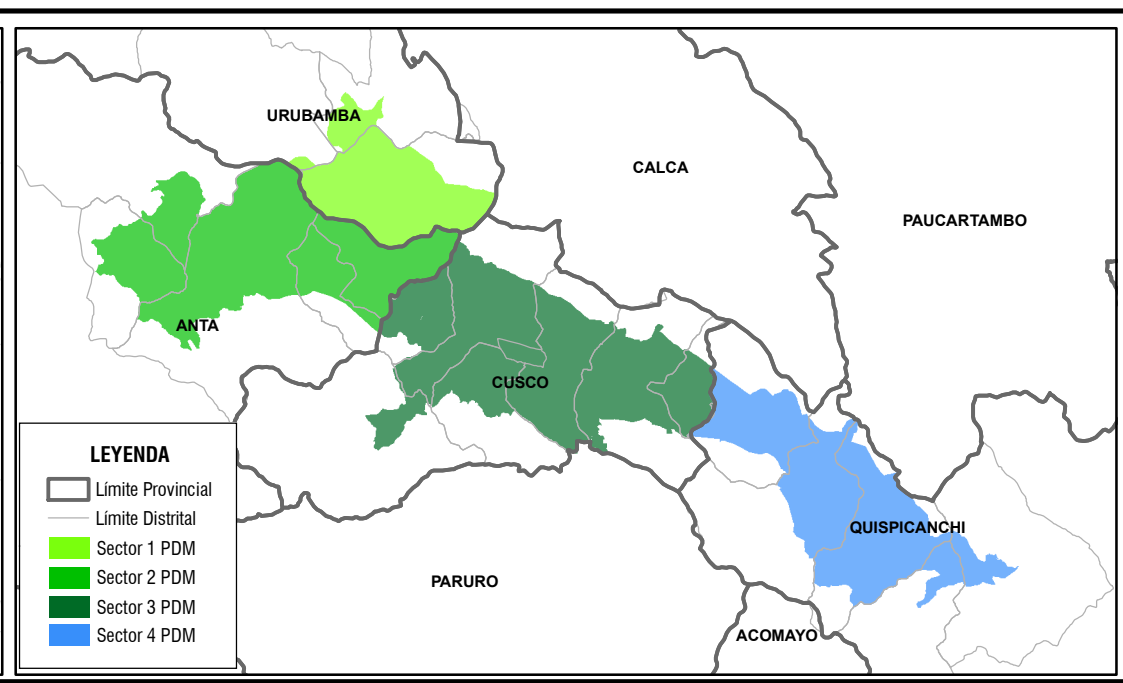 URUBAMBA
CALCA
PAUCARTAMBO
ANTA
CUSCO
QUISPICANCHI
PARURO
ACOMAYO
LEYENDA
Límite Provincial
Límite Distrital
Sector 1 PDM
Sector 2 PDM
Sector 3 PDM
Sector 4 PDM